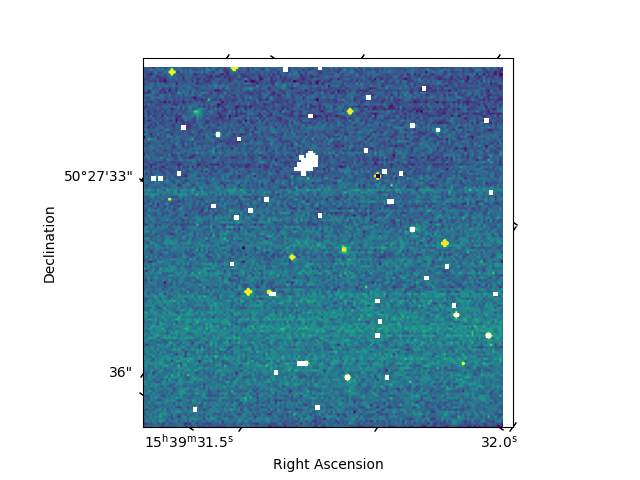 Declination
50°27'33"
36"
15ʰ39ᵐ31.5ˢ
32.0ˢ
Right Ascension